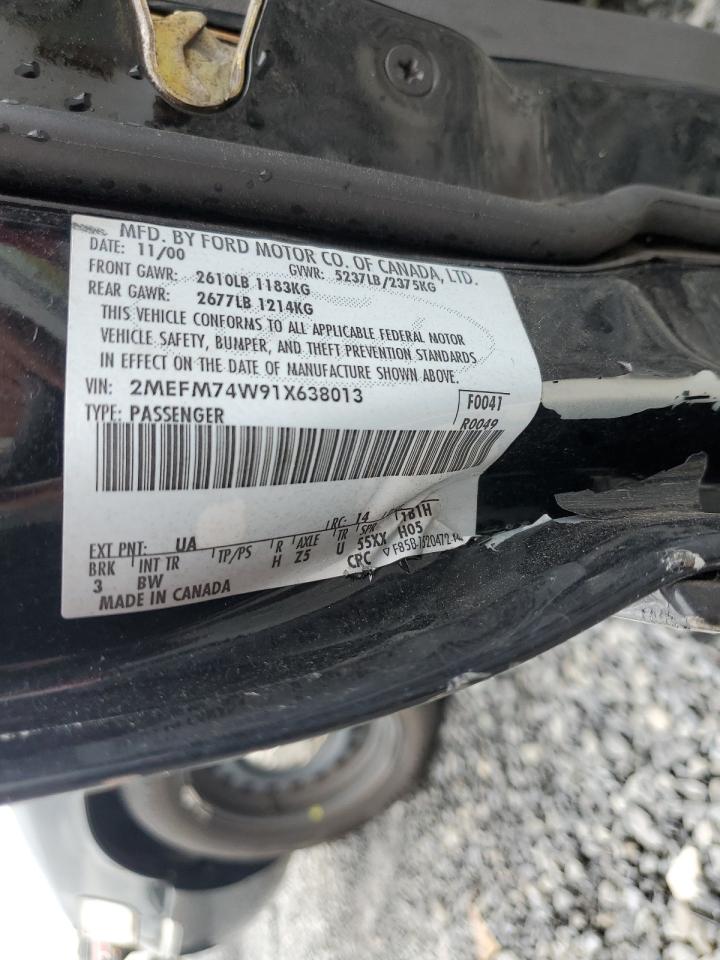 MFD. BY FORD MOTOR CO. OF CANADA, LTD.
DATE: 11/00 GVWR: 5237LB/2375KG
FRONT GAWR: 2610LB 1183KG
REAR GAWR: 2677LB 1214KG
THIS VEHICLE CONFORMS TO ALL APPLICABLE FEDERAL MOTOR
VEHICLE SAFETY, BUMPER, AND THEFT PREVENTION STANDARDS
IN EFFECT ON THE DATE OF MANUFACTURE SHOWN ABOVE.
VIN: 2MEFM74W91X638013 F0041
TYPE: PASSENGER R0049
EXT PNT: UA RC: 14 181H
BRK INT TR TP/PS R AXLE TR SPR H05
3 BW H Z5 U 55XX
MADE IN CANADA CRC ▽F85B-1520472-